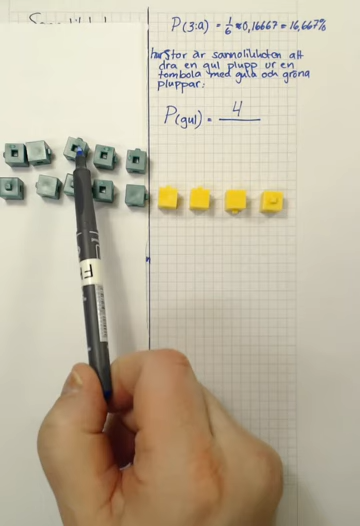 P(3:a) = 1/6 ≈ 0,16667 = 16,667%
hur stor är sannolikheten att
dra en gul plupp ur en
tombola med gula och gröna
pluppar:
P(gul) = 4